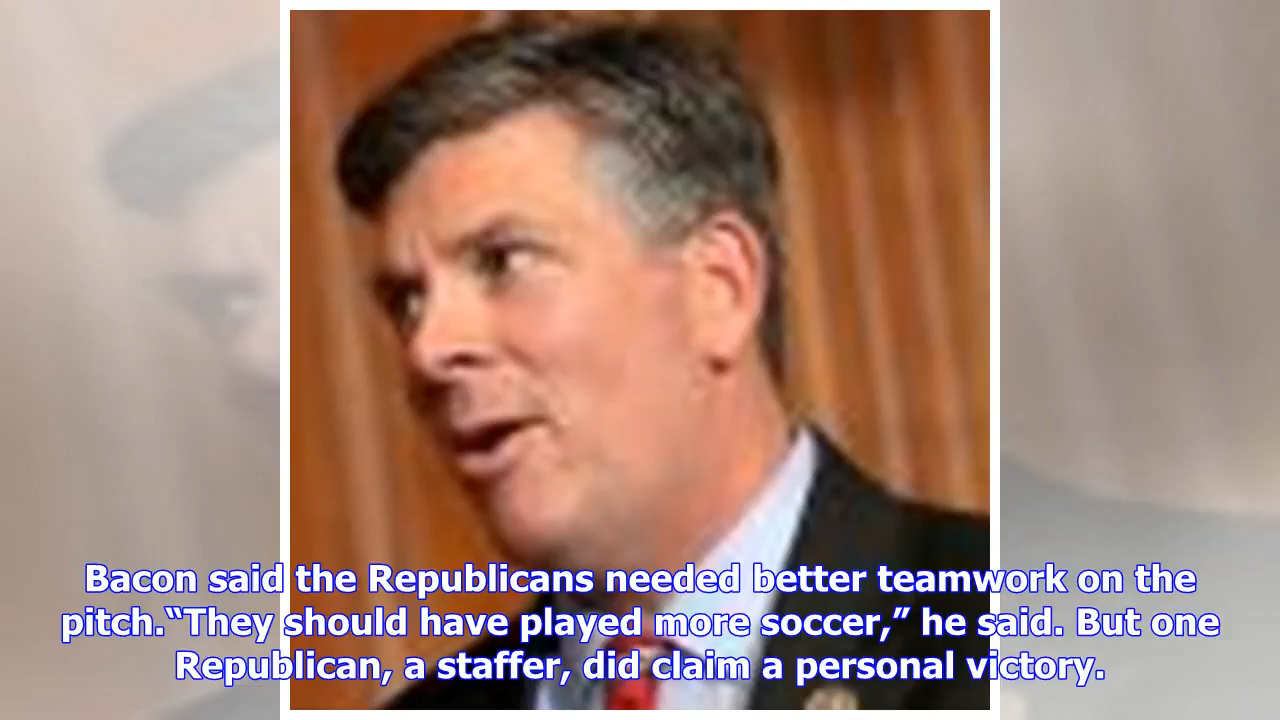 Bacon said the Republicans needed better teamwork on the
pitch.“They should have played more soccer,” he said. But one
Republican, a staffer, did claim a personal victory.